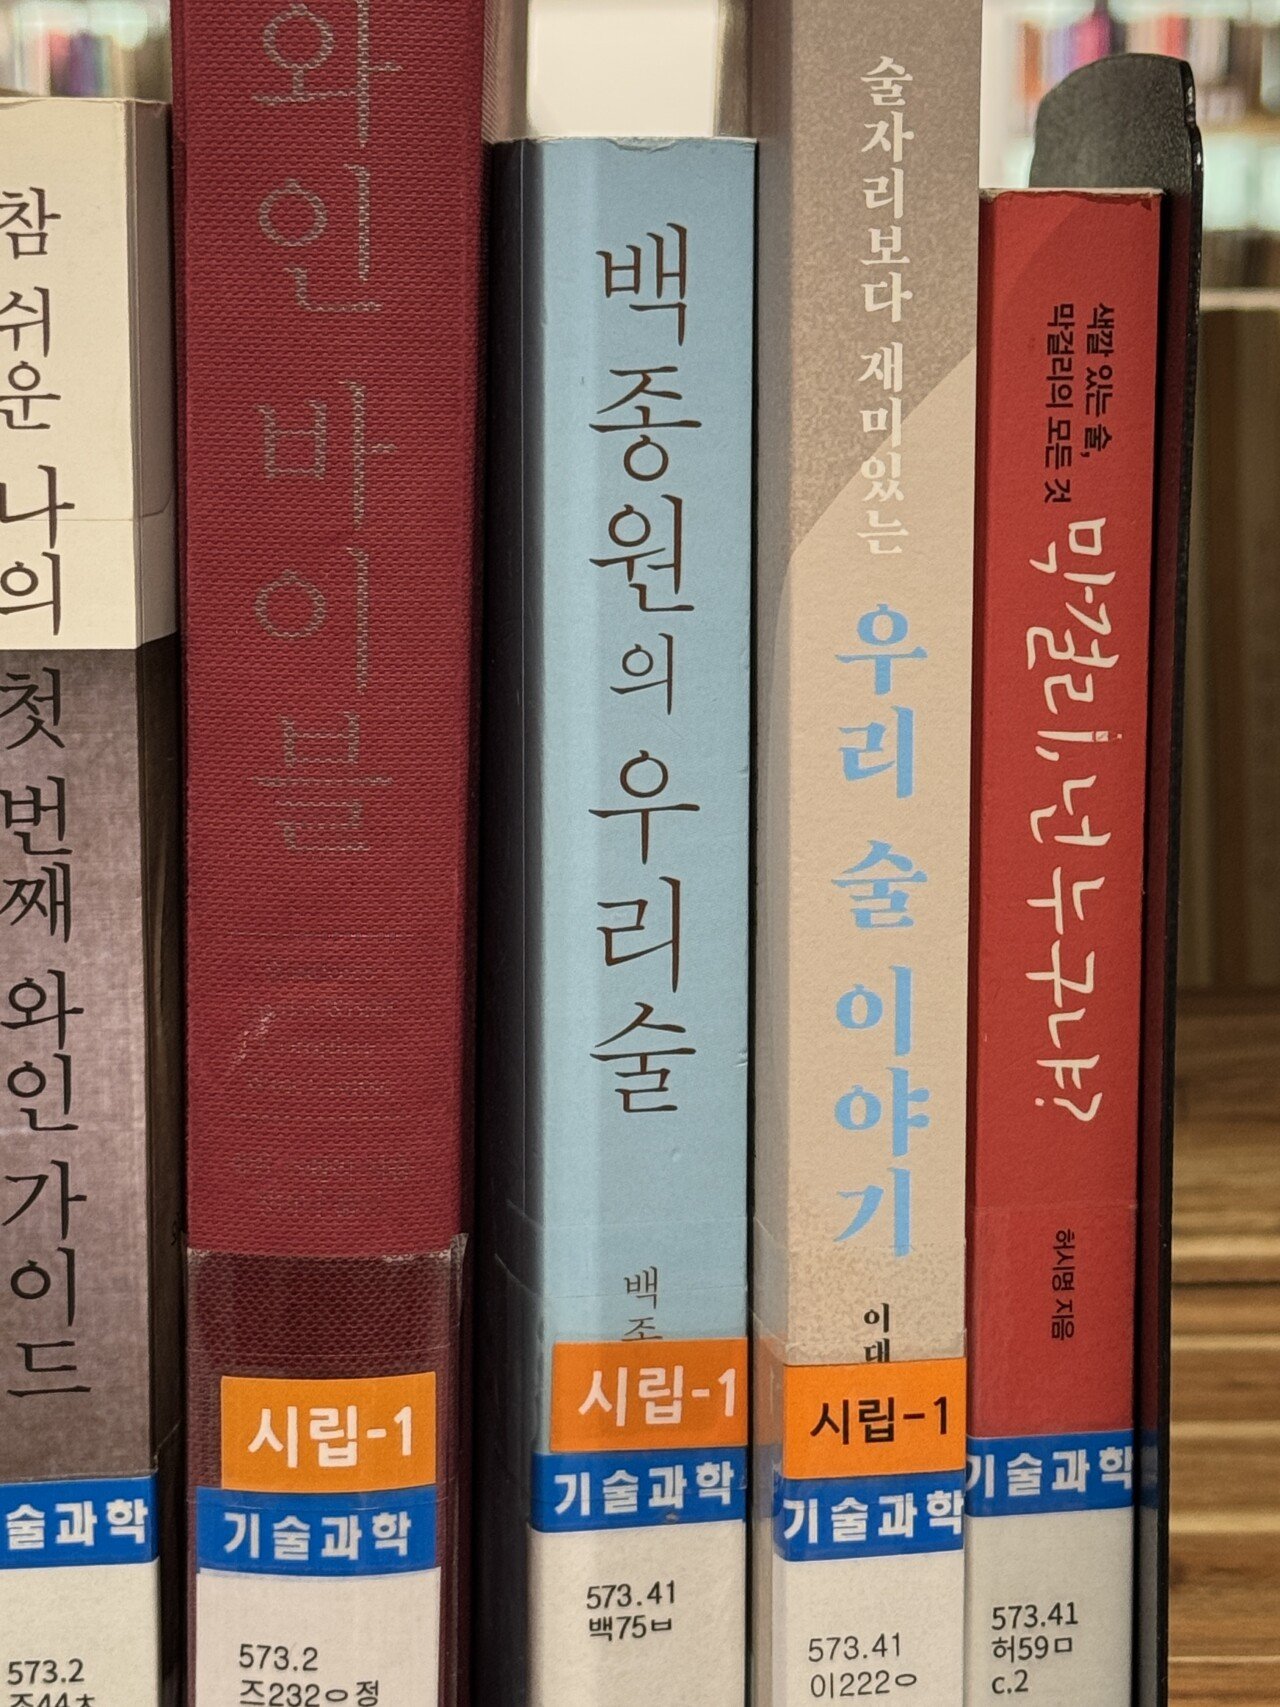 참 쉬운 나의 첫 번째 와인 가이드
술과학
573.2
와인 바이블
시립-1
기술과학
573.2
즈232ㅇ정
백종원의 우리술
백
시립-1
기술과학
573.41
백75ㅂ
술자리보다 재미있는
우리 술 이야기
이대
시립-1
기술과학
573.41
이222ㅇ
색깔 있는 술,
막걸리의 모든 것
막걸리, 넌 누구냐?
허시명 지음
기술과학
573.41
허59ㅁ
c.2